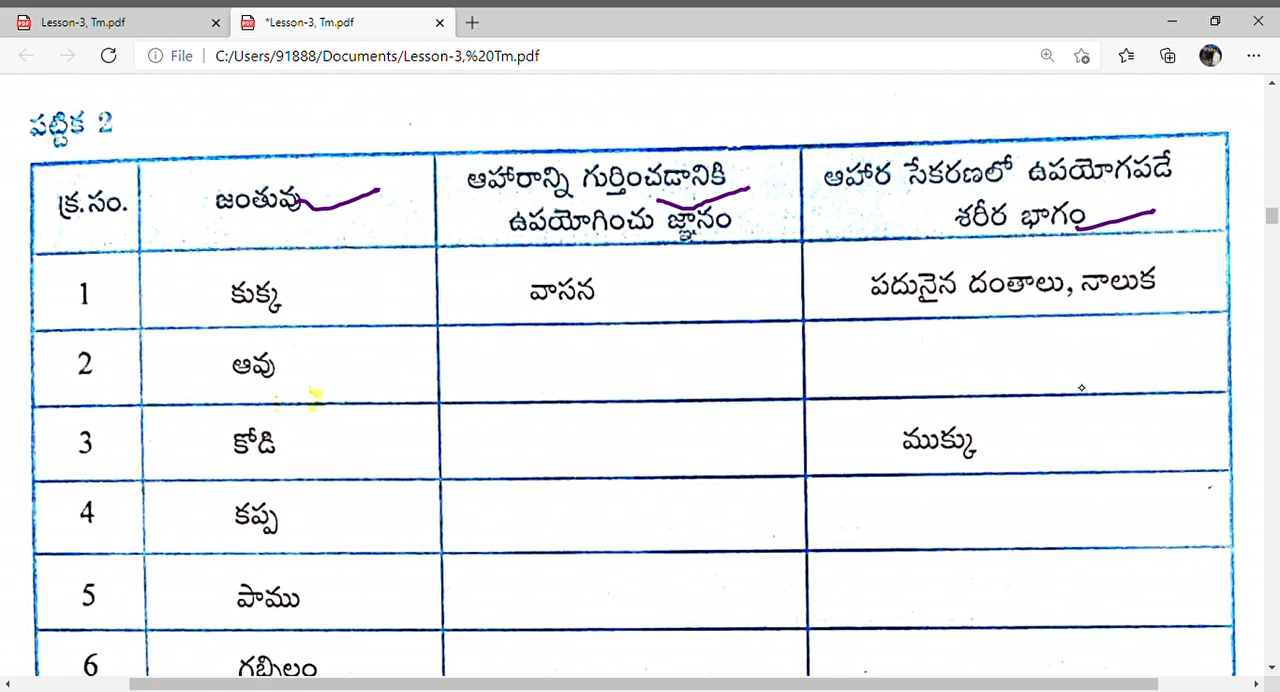 Lesson-3, Tm.pdf
*Lesson-3, Tm.pdf
File
C:/Users/91888/Documents/Lesson-3,%20Tm.pdf
పట్టిక 2
క్ర.సం.
జంతువు
ఆహారాన్ని గుర్తించడానికి
ఉపయోగించు జ్ఞానం
ఆహార సేకరణలో ఉపయోగపడే
శరీర భాగం
1 కుక్క వాసన పదునైన దంతాలు, నాలుక
2 ఆవు
3 కోడి ముక్కు
4 కప్ప
5 పాము
6 గబ్బిలం